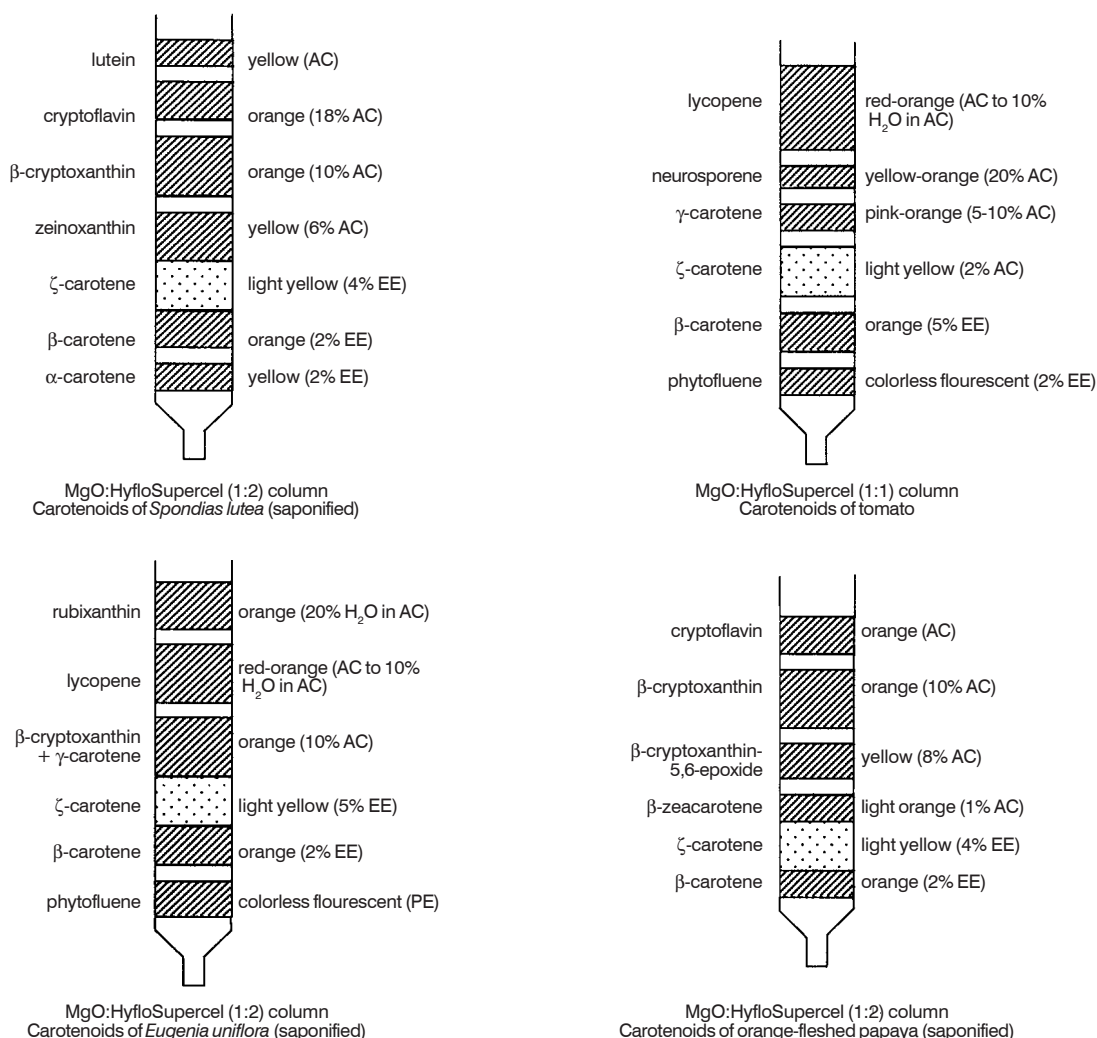 lutein yellow (AC)
cryptoflavin orange (18% AC)
β-cryptoxanthin orange (10% AC)
zeinoxanthin yellow (6% AC)
ζ-carotene light yellow (4% EE)
β-carotene orange (2% EE)
α-carotene yellow (2% EE)
MgO:HyfloSupercel (1:2) column
Carotenoids of Spondias lutea (saponified)
lycopene red-orange (AC to 10%
H₂O in AC)
neurosporene yellow-orange (20% AC)
γ-carotene pink-orange (5-10% AC)
ζ-carotene light yellow (2% AC)
β-carotene orange (5% EE)
phytofluene colorless flourescent (2% EE)
MgO:HyfloSupercel (1:1) column
Carotenoids of tomato
rubixanthin orange (20% H₂O in AC)
lycopene red-orange (AC to 10%
H₂O in AC)
β-cryptoxanthin
+ γ-carotene orange (10% AC)
ζ-carotene light yellow (5% EE)
β-carotene orange (2% EE)
phytofluene colorless flourescent (PE)
MgO:HyfloSupercel (1:2) column
Carotenoids of Eugenia uniflora (saponified)
cryptoflavin orange (AC)
β-cryptoxanthin orange (10% AC)
β-cryptoxanthin-
5,6-epoxide yellow (8% AC)
β-zeacarotene light orange (1% AC)
ζ-carotene light yellow (4% EE)
β-carotene orange (2% EE)
MgO:HyfloSupercel (1:2) column
Carotenoids of orange-fleshed papaya (saponified)